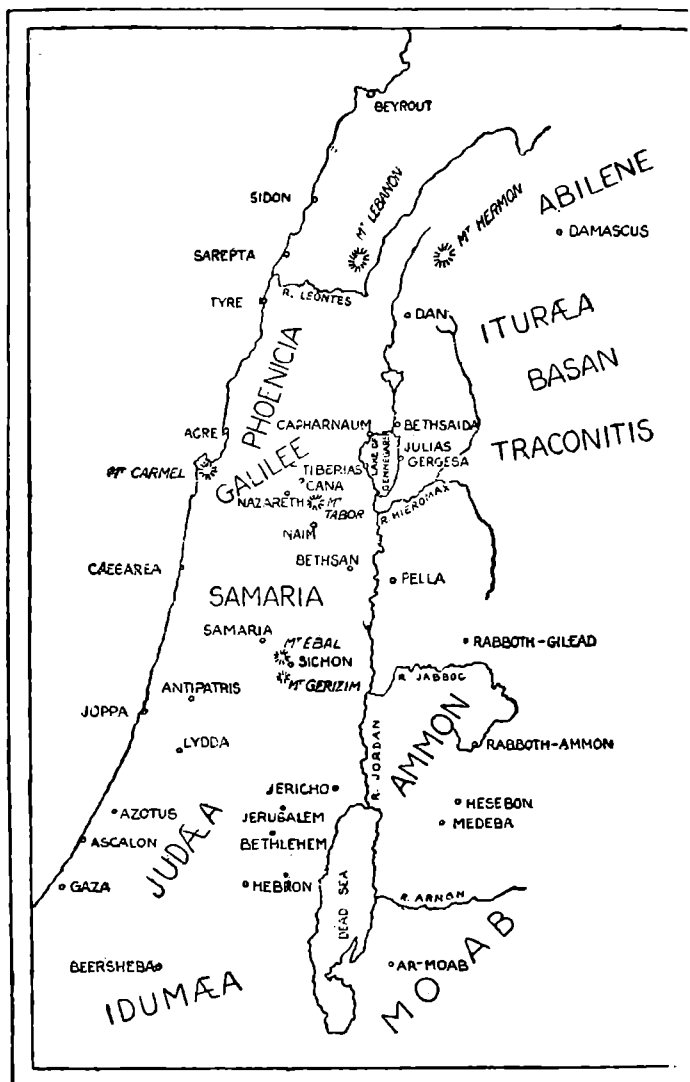 BEYROUT
ABILENE
SIDON
Mᵀ LEBANON
Mᵀ HERMON
DAMASCUS
SAREPTA
R. LEONTES
TYRE
DAN
ITURÆA
PHOENICIA
BASAN
ACRE
CAPHARNAUM
BETHSAIDA
TRACONITIS
GALILEE
LAKE OF
GENNEGARIA
JULIAS
GERGESA
Mᵀ CARMEL
TIBERIAS
CANA
NAZARETH
Mᵀ
TABOR
R. HIEROMAX
NAIM
BETHSAN
CAEEAREA
PELLA
SAMARIA
SAMARIA
Mᵀ EBAL
SICHON
RABBOTH-GILEAD
Mᵀ GERIZIM
R. JABBOC
ANTIPATRIS
JOPPA
AMMON
LYDDA
R. JORDAN
RABBOTH-AMMON
JERICHO
HESEBON
AZOTUS
JERUSALEM
MEDEBA
ASCALON
BETHLEHEM
JUDÆA
GAZA
HEBRON
R. ARNON
DEAD SEA
MOAB
BEERSHEBA
AR-MOAB
IDUMÆA